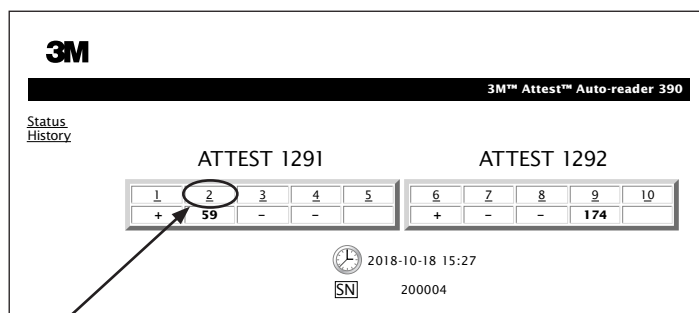 3M
3M™ Attest™ Auto-reader 390
Status
History
ATTEST 1291
ATTEST 1292
1 2 3 4 5
6 7 8 9 10
+ 59 – –
+ – – 174
2018-10-18 15:27
SN 200004